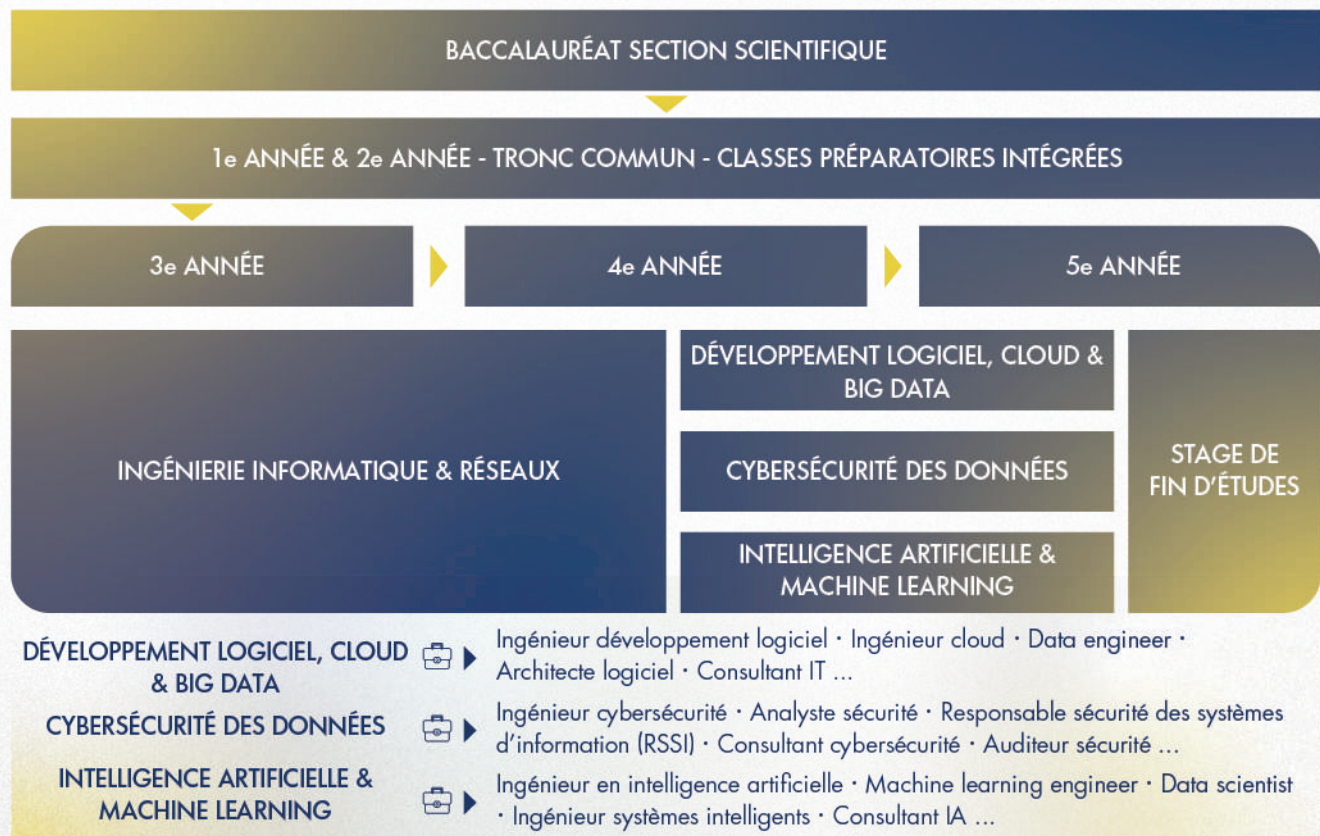 BACCALAURÉAT SECTION SCIENTIFIQUE
1e ANNÉE & 2e ANNÉE - TRONC COMMUN - CLASSES PRÉPARATOIRES INTÉGRÉES
3e ANNÉE
4e ANNÉE
5e ANNÉE
INGÉNIERIE INFORMATIQUE & RÉSEAUX
DÉVELOPPEMENT LOGICIEL, CLOUD &
BIG DATA
CYBERSÉCURITÉ DES DONNÉES
INTELLIGENCE ARTIFICIELLE &
MACHINE LEARNING
STAGE DE
FIN D'ÉTUDES
DÉVELOPPEMENT LOGICIEL, CLOUD
& BIG DATA
Ingénieur développement logiciel · Ingénieur cloud · Data engineer ·
Architecte logiciel · Consultant IT ...
CYBERSÉCURITÉ DES DONNÉES
Ingénieur cybersécurité · Analyste sécurité · Responsable sécurité des systèmes
d'information (RSSI) · Consultant cybersécurité · Auditeur sécurité ...
INTELLIGENCE ARTIFICIELLE &
MACHINE LEARNING
Ingénieur en intelligence artificielle · Machine learning engineer · Data scientist
· Ingénieur systèmes intelligents · Consultant IA ...